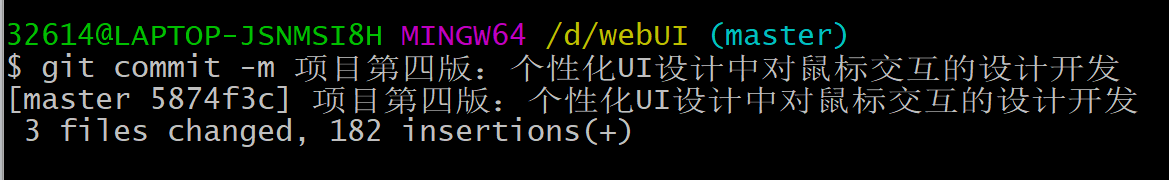 32614@LAPTOP-JSNMSI8H MINGW64 /d/webUI (master)
$ git commit -m 项目第四版：个性化UI设计中对鼠标交互的设计开发
[master 5874f3c] 项目第四版：个性化UI设计中对鼠标交互的设计开发
 3 files changed, 182 insertions(+)